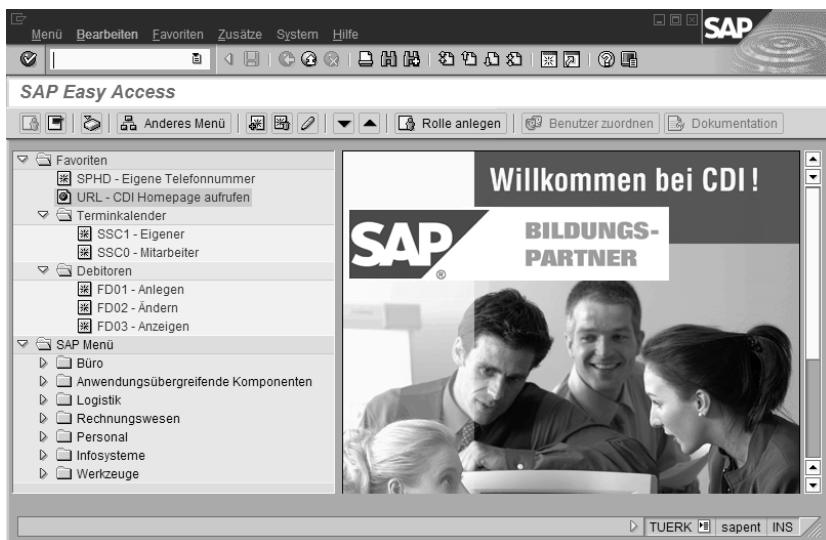 Menü Bearbeiten Favoriten Zusätze System Hilfe
SAP
SAP Easy Access
Anderes Menü Rolle anlegen Benutzer zuordnen Dokumentation
Favoriten
SPHD - Eigene Telefonnummer
URL - CDI Homepage aufrufen
Terminkalender
SSC1 - Eigener
SSC0 - Mitarbeiter
Debitoren
FD01 - Anlegen
FD02 - Ändern
FD03 - Anzeigen
SAP Menü
Büro
Anwendungsübergreifende Komponenten
Logistik
Rechnungswesen
Personal
Infosysteme
Werkzeuge
Willkommen bei CDI!
SAP®
BILDUNGS-
PARTNER
TUERK sapent INS